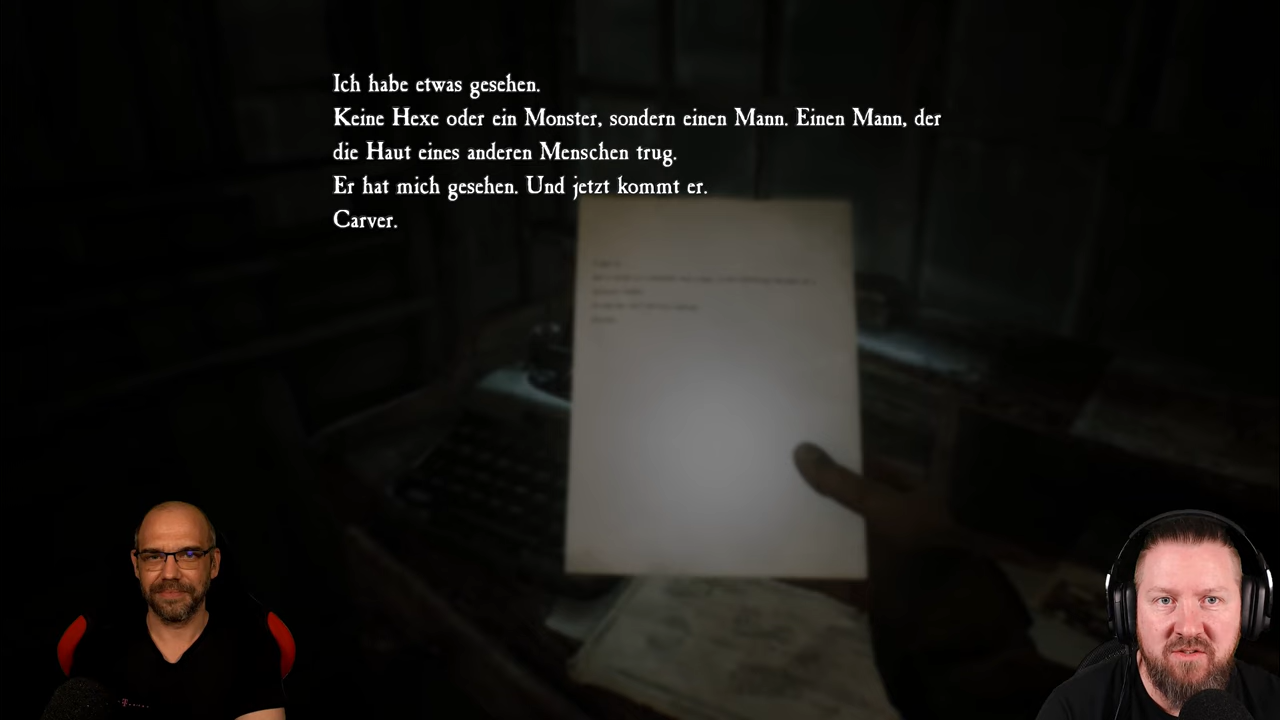 Ich habe etwas gesehen.
Keine Hexe oder ein Monster, sondern einen Mann. Einen Mann, der
die Haut eines anderen Menschen trug.
Er hat mich gesehen. Und jetzt kommt er.
Carver.